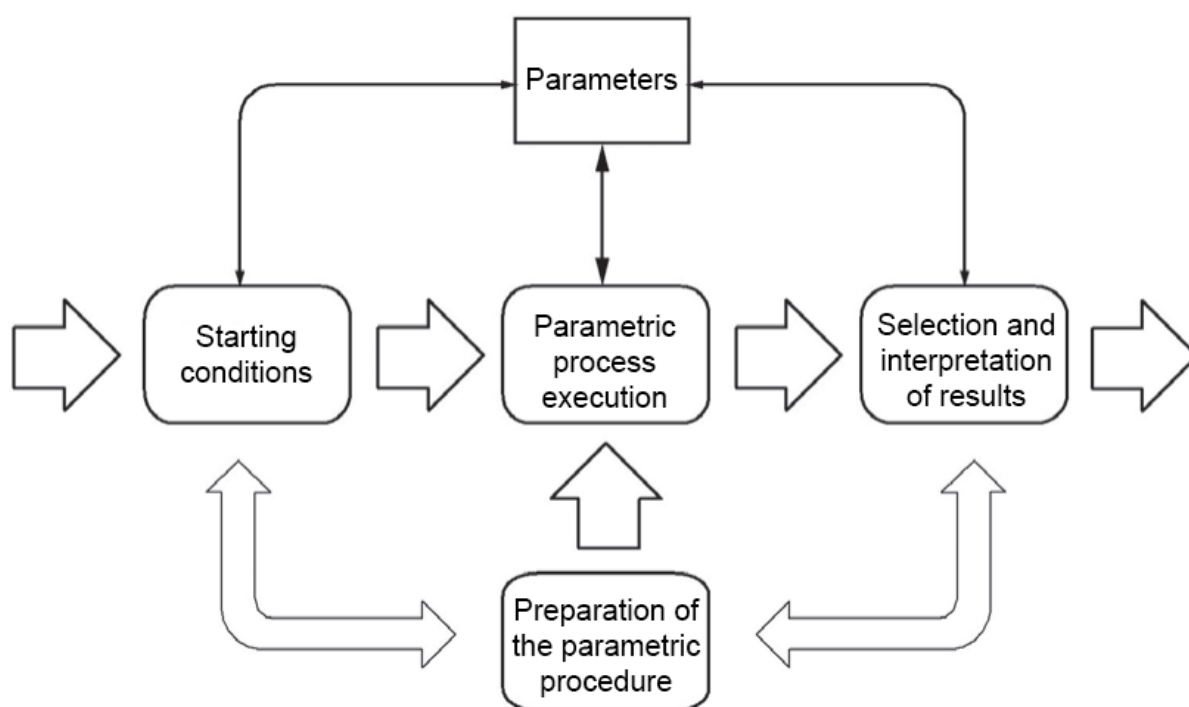 Parameters
Starting
conditions
Parametric
process
execution
Selection and
interpretation
of results
Preparation of
the parametric
procedure